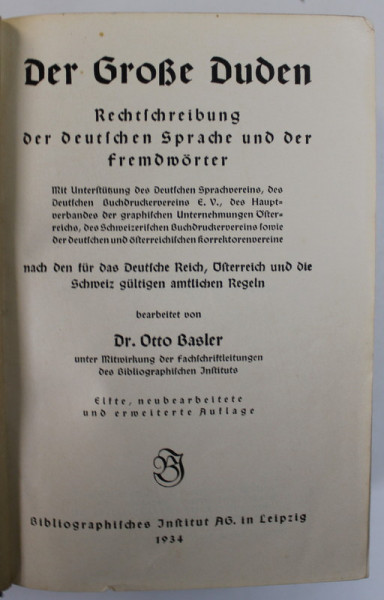 Der Große Duden
Rechtschreibung
der deutschen Sprache und der
Fremdwörter
Mit Unterstützung des Deutschen Sprachvereins, des
Deutschen Buchdruckervereins E. V., des Haupt-
verbandes der graphischen Unternehmungen Öster-
reichs, des Schweizerischen Buchdruckervereins sowie
der deutschen und österreichischen Korrektorenvereine
nach den für das Deutsche Reich, Österreich und die
Schweiz gültigen amtlichen Regeln
bearbeitet von
Dr. Otto Basler
unter Mitwirkung der Fachschriftleitungen
des Bibliographischen Instituts
Elfte, neubearbeitete
und erweiterte Auflage
BI
Bibliographisches Institut AG. in Leipzig
1934